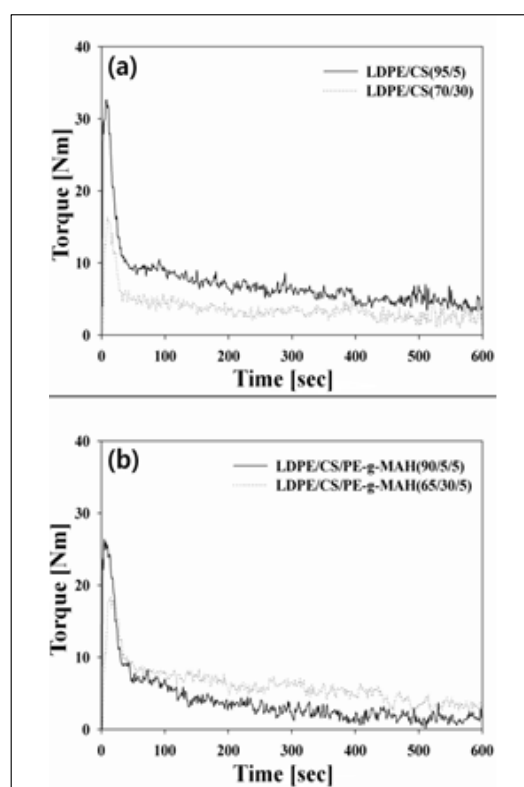 (a)
LDPE/CS(95/5)
LDPE/CS(70/30)
Torque [Nm]
40
30
20
10
0
0 100 200 300 400 500 600
Time [sec]
(b)
LDPE/CS/PE-g-MAH(90/5/5)
LDPE/CS/PE-g-MAH(65/30/5)
Torque [Nm]
40
30
20
10
0
0 100 200 300 400 500 600
Time [sec]